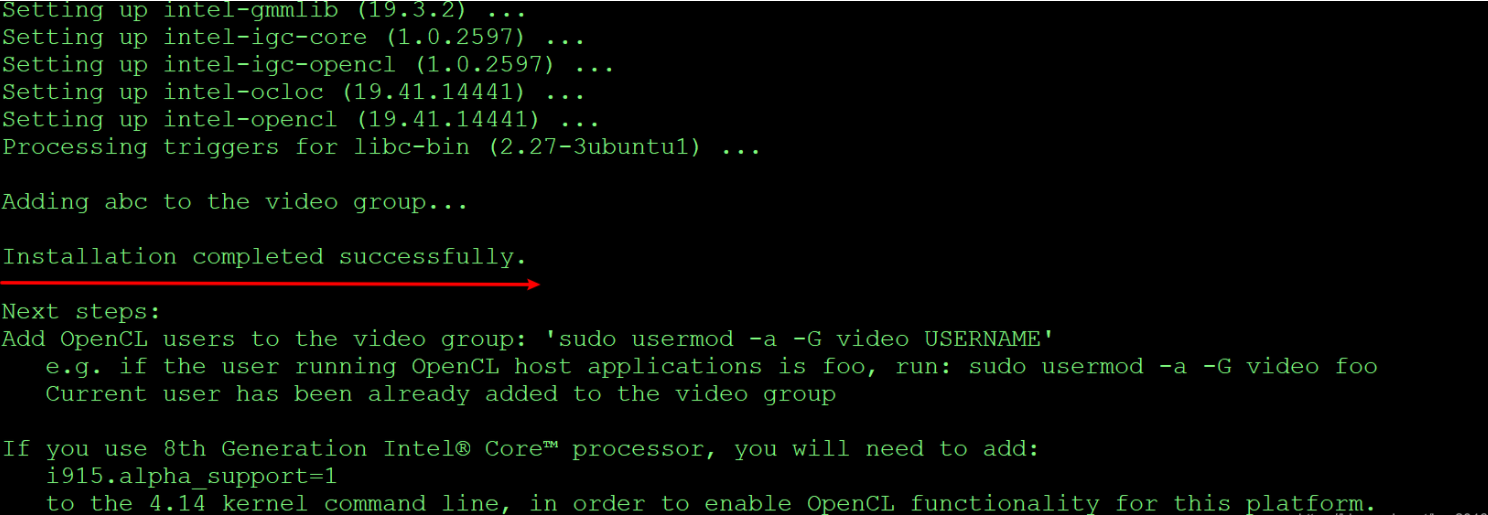 Setting up intel-gmmlib (19.3.2) ...
Setting up intel-igc-core (1.0.2597) ...
Setting up intel-igc-opencl (1.0.2597) ...
Setting up intel-ocloc (19.41.14441) ...
Setting up intel-opencl (19.41.14441) ...
Processing triggers for libc-bin (2.27-3ubuntu1) ...
Adding abc to the video group...
Installation completed successfully.
Next steps:
Add OpenCL users to the video group: 'sudo usermod -a -G video USERNAME'
e.g. if the user running OpenCL host applications is foo, run: sudo usermod -a -G video foo
Current user has been already added to the video group
If you use 8th Generation Intel® Core™ processor, you will need to add:
i915.alpha_support=1
to the 4.14 kernel command line, in order to enable OpenCL functionality for this platform.